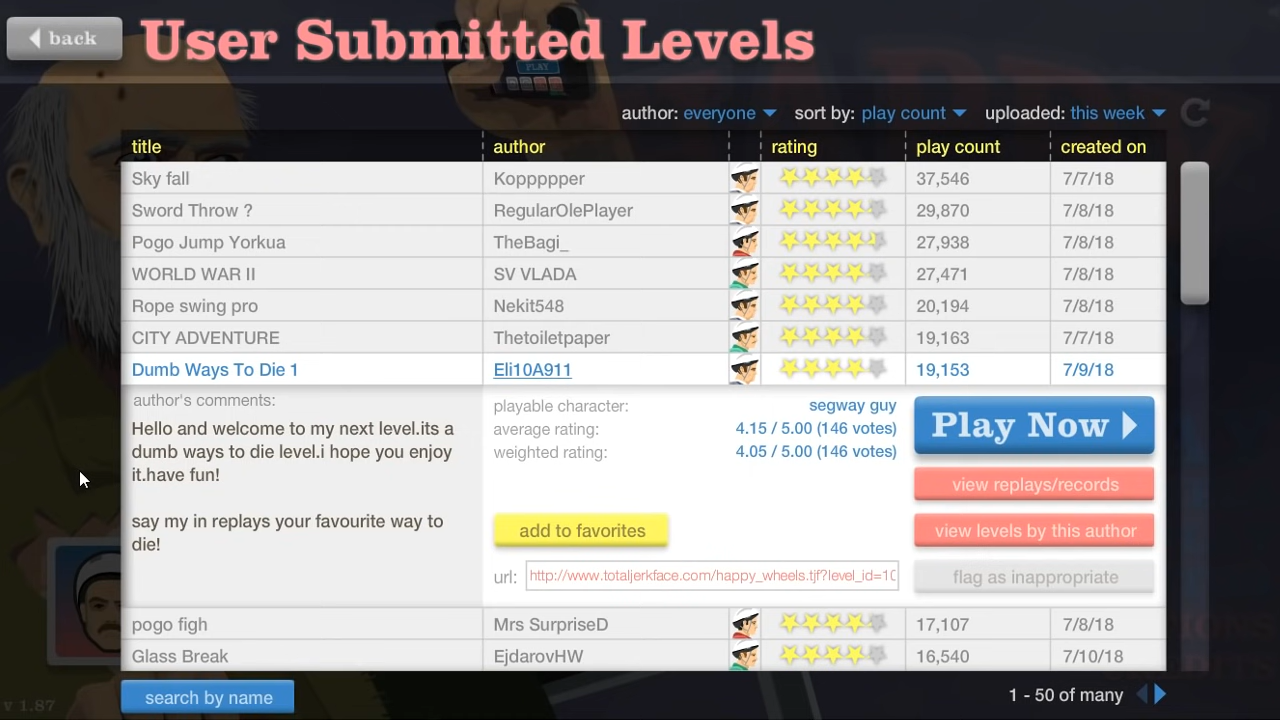 back
User Submitted Levels
PLAY
author: everyone sort by: play count uploaded: this week
title author rating play count created on
Sky fall Koppppper 37,546 7/7/18
Sword Throw ? RegularOlePlayer 29,870 7/8/18
Pogo Jump Yorkua TheBagi_ 27,938 7/8/18
WORLD WAR II SV VLADA 27,471 7/8/18
Rope swing pro Nekit548 20,194 7/8/18
CITY ADVENTURE Thetoiletpaper 19,163 7/7/18
Dumb Ways To Die 1 Eli10A911 19,153 7/9/18
author's comments:
Hello and welcome to my next level.its a
dumb ways to die level.i hope you enjoy
it.have fun!
say my in replays your favourite way to
die!
playable character: segway guy
average rating: 4.15 / 5.00 (146 votes)
weighted rating: 4.05 / 5.00 (146 votes)
add to favorites
url: http://www.totaljerkface.com/happy_wheels.tjf?level_id=10
Play Now
view replays/records
view levels by this author
flag as inappropriate
pogo figh Mrs SurpriseD 17,107 7/8/18
Glass Break EjdarovHW 16,540 7/10/18
search by name
1 - 50 of many
v 1.87